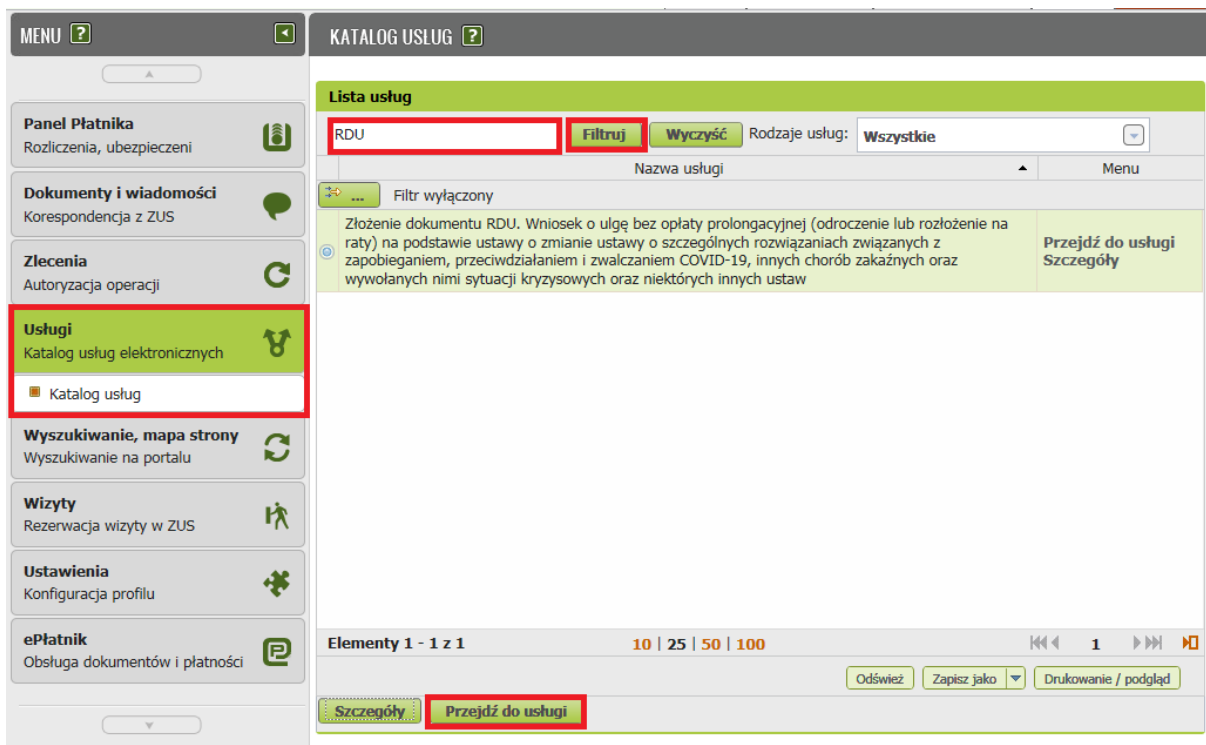 MENU ?
KATALOG USLUG ?
Panel Płatnika
Rozliczenia, ubezpieczeni
Dokumenty i wiadomości
Korespondencja z ZUS
Zlecenia
Autoryzacja operacji
Usługi
Katalog usług elektronicznych
Katalog usług
Wyszukiwanie, mapa strony
Wyszukiwanie na portalu
Wizyty
Rezerwacja wizyty w ZUS
Ustawienia
Konfiguracja profilu
ePłatnik
Obsługa dokumentów i płatności
Lista usług
RDU Filtruj Wyczyść Rodzaje usług: Wszystkie
Nazwa usługi Menu
... Filtr wyłączony
Złożenie dokumentu RDU. Wniosek o ulgę bez opłaty prolongacyjnej (odroczenie lub rozłożenie na
raty) na podstawie ustawy o zmianie ustawy o szczególnych rozwiązaniach związanych z
zapobieganiem, przeciwdziałaniem i zwalczaniem COVID-19, innych chorób zakaźnych oraz
wywołanych nimi sytuacji kryzysowych oraz niektórych innych ustaw
Przejdź do usługi
Szczegóły
Elementy 1 - 1 z 1 10 | 25 | 50 | 100 1
Odśwież Zapisz jako Drukowanie / podgląd
Szczegóły Przejdź do usługi